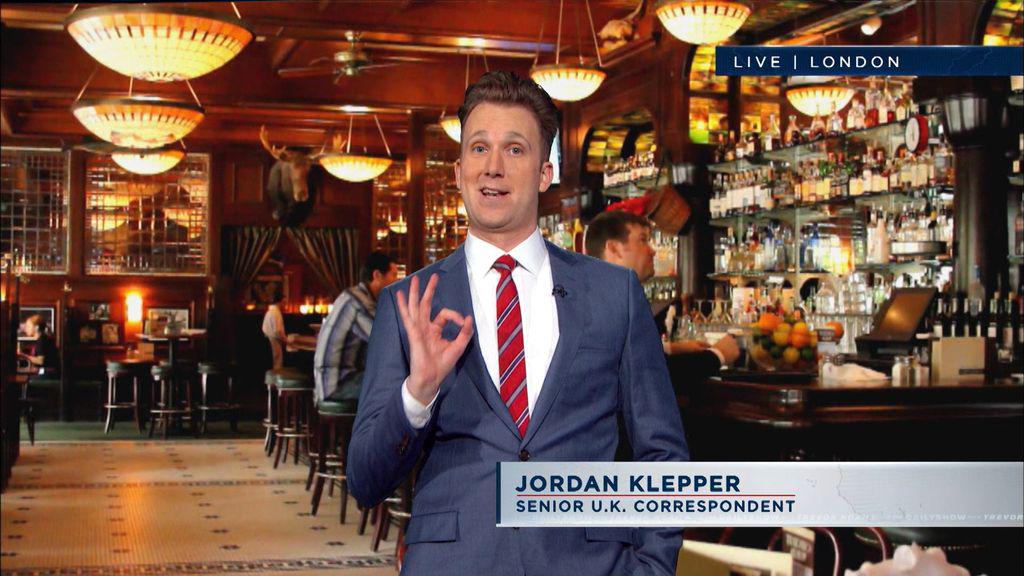 LIVE | LONDON
JORDAN KLEPPER
SENIOR U.K. CORRESPONDENT